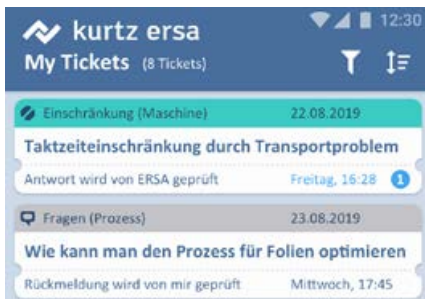 12:30
kurtz ersa
My Tickets (8 Tickets)
Einschränkung (Maschine) 22.08.2019
Taktzeiteinschränkung durch Transportproblem
Antwort wird von ERSA geprüft Freitag, 16:28 1
Fragen (Prozess) 23.08.2019
Wie kann man den Prozess für Folien optimieren
Rückmeldung wird von mir geprüft Mittwoch, 17:45